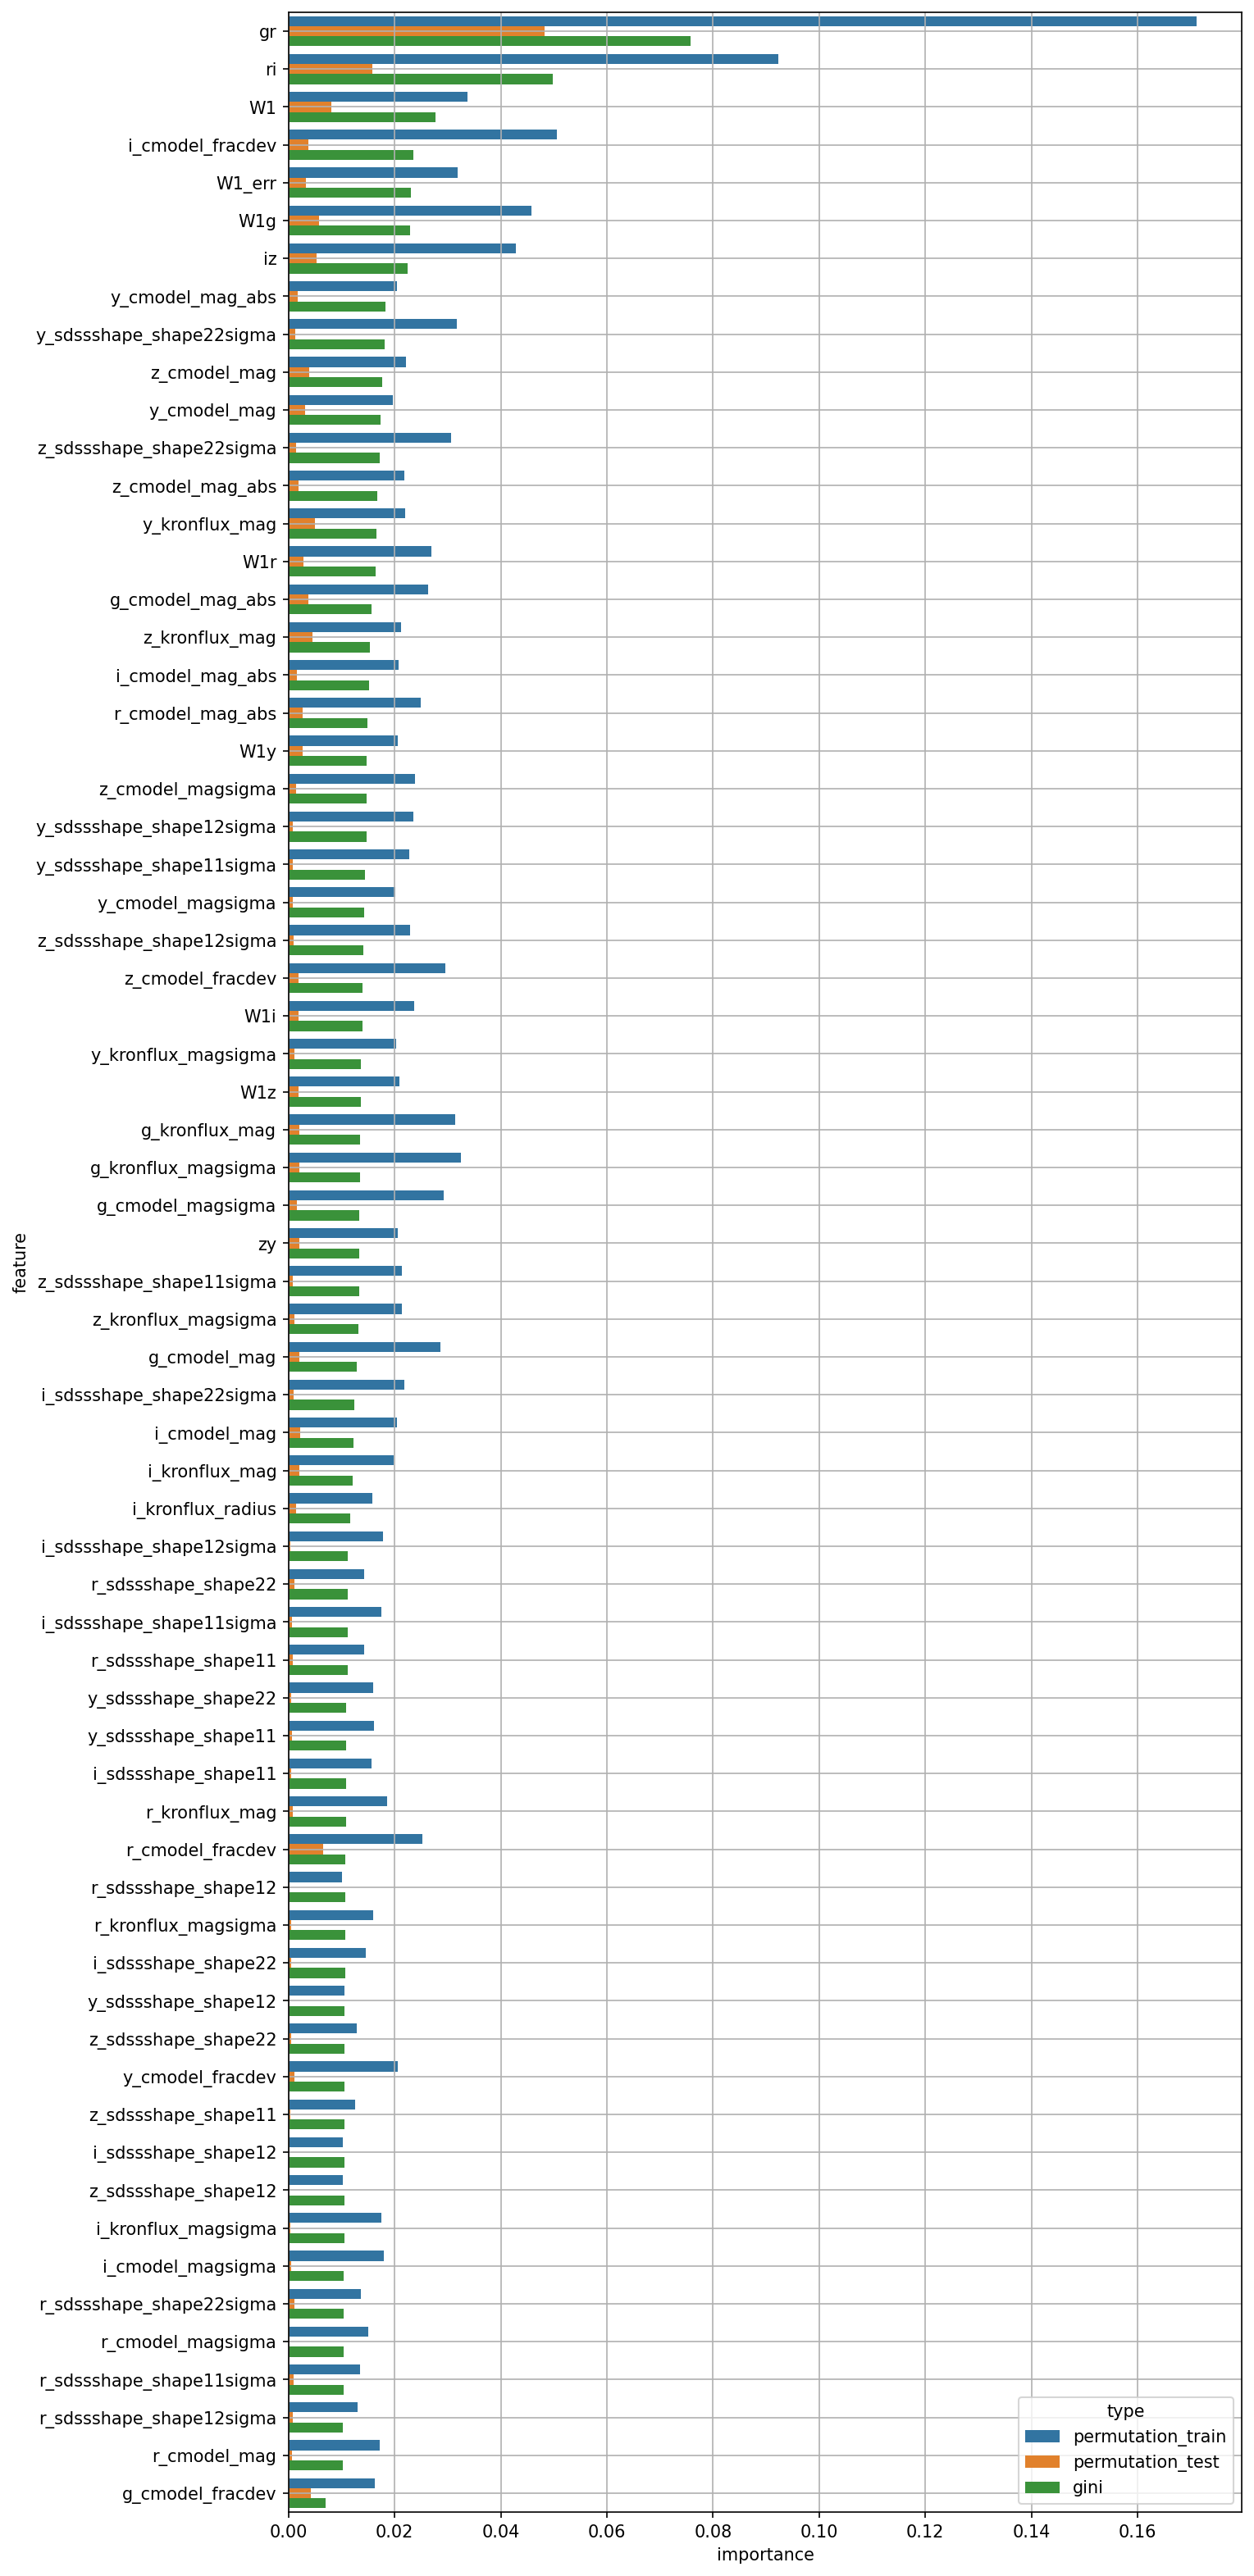 gr
ri
W1
i_cmodel_fracdev
W1_err
W1g
iz
y_cmodel_mag_abs
y_sdssshape_shape22sigma
z_cmodel_mag
y_cmodel_mag
z_sdssshape_shape22sigma
z_cmodel_mag_abs
y_kronflux_mag
W1r
g_cmodel_mag_abs
z_kronflux_mag
i_cmodel_mag_abs
r_cmodel_mag_abs
W1y
z_cmodel_magsigma
y_sdssshape_shape12sigma
y_sdssshape_shape11sigma
y_cmodel_magsigma
z_sdssshape_shape12sigma
z_cmodel_fracdev
W1i
y_kronflux_magsigma
W1z
g_kronflux_mag
g_kronflux_magsigma
g_cmodel_magsigma
zy
feature
z_sdssshape_shape11sigma
z_kronflux_magsigma
g_cmodel_mag
i_sdssshape_shape22sigma
i_cmodel_mag
i_kronflux_mag
i_kronflux_radius
i_sdssshape_shape12sigma
r_sdssshape_shape22
i_sdssshape_shape11sigma
r_sdssshape_shape11
y_sdssshape_shape22
y_sdssshape_shape11
i_sdssshape_shape11
r_kronflux_mag
r_cmodel_fracdev
r_sdssshape_shape12
r_kronflux_magsigma
i_sdssshape_shape22
y_sdssshape_shape12
z_sdssshape_shape22
y_cmodel_fracdev
z_sdssshape_shape11
i_sdssshape_shape12
z_sdssshape_shape12
i_kronflux_magsigma
i_cmodel_magsigma
r_sdssshape_shape22sigma
r_cmodel_magsigma
r_sdssshape_shape11sigma
r_sdssshape_shape12sigma
r_cmodel_mag
g_cmodel_fracdev
type
permutation_train
permutation_test
gini
0.00 0.02 0.04 0.06 0.08 0.10 0.12 0.14 0.16
importance